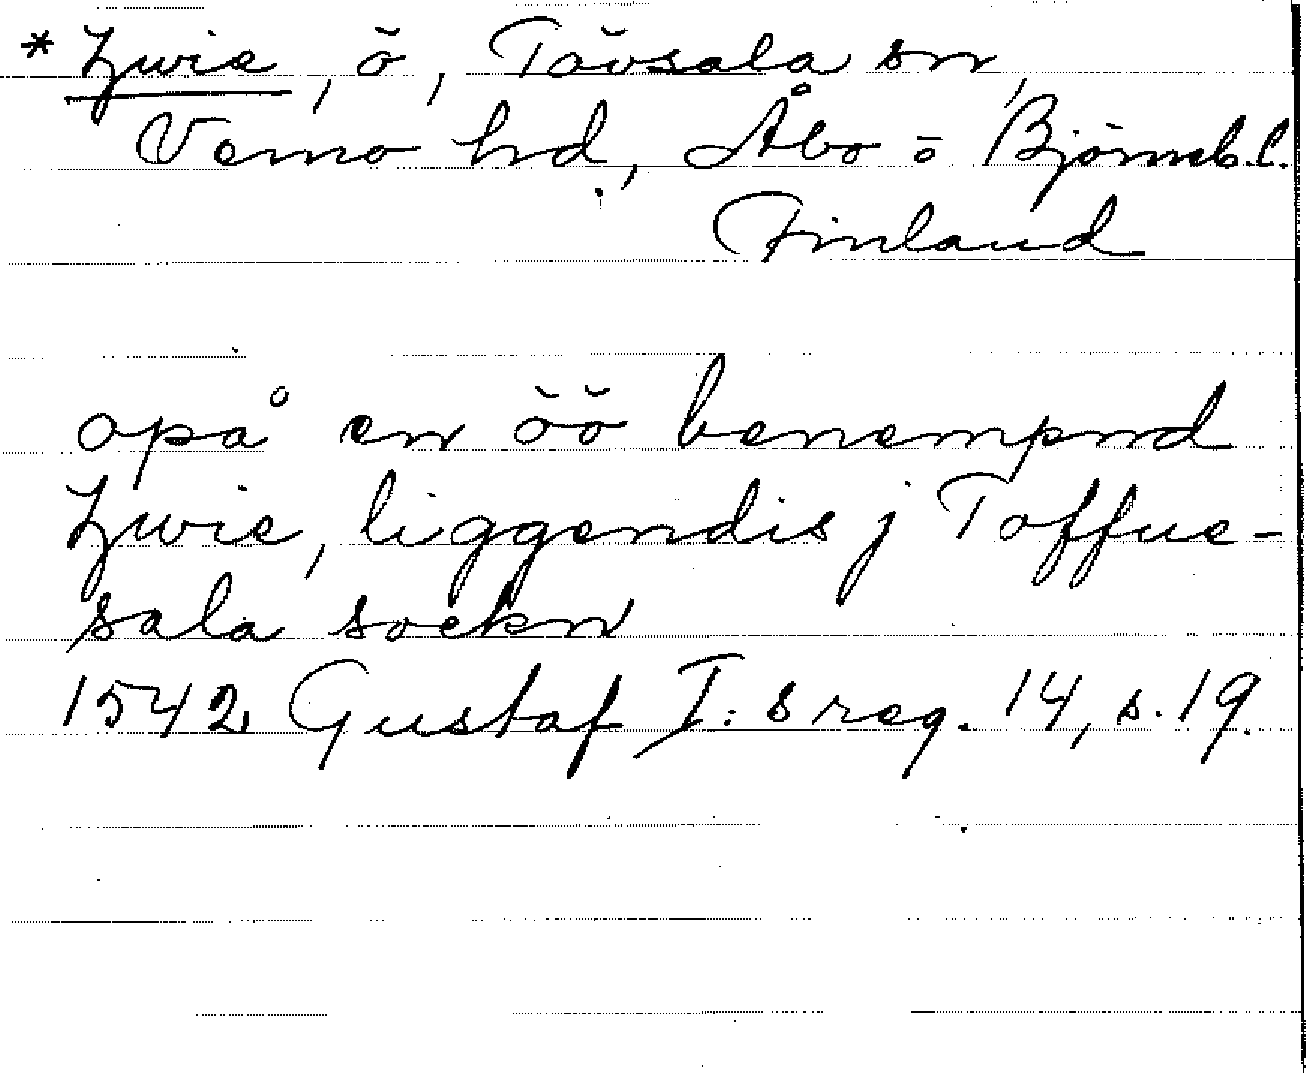 * Zwie, ö, Tövsala sn,
Vemo hd, Åbo o Björneb.l.
Finland
opå en öö benempnd
Zwie, liggendis j Toffue-
sala sockn
1542 Gustaf I:s reg. 14, s. 19.